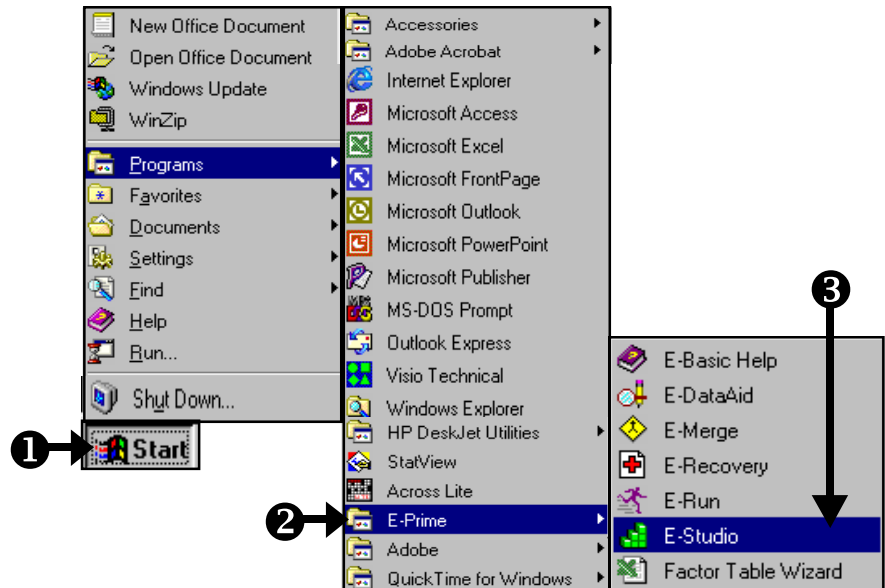 New Office Document
Open Office Document
Windows Update
WinZip
Programs
Favorites
Documents
Settings
Find
Help
Run...
Shut Down...
1
Start
Accessories
Adobe Acrobat
Internet Explorer
Microsoft Access
Microsoft Excel
Microsoft FrontPage
Microsoft Outlook
Microsoft PowerPoint
Microsoft Publisher
MS-DOS Prompt
Outlook Express
Visio Technical
Windows Explorer
HP DeskJet Utilities
StatView
Across Lite
2
E-Prime
Adobe
QuickTime for Windows
3
E-Basic Help
E-DataAid
E-Merge
E-Recovery
E-Run
E-Studio
Factor Table Wizard